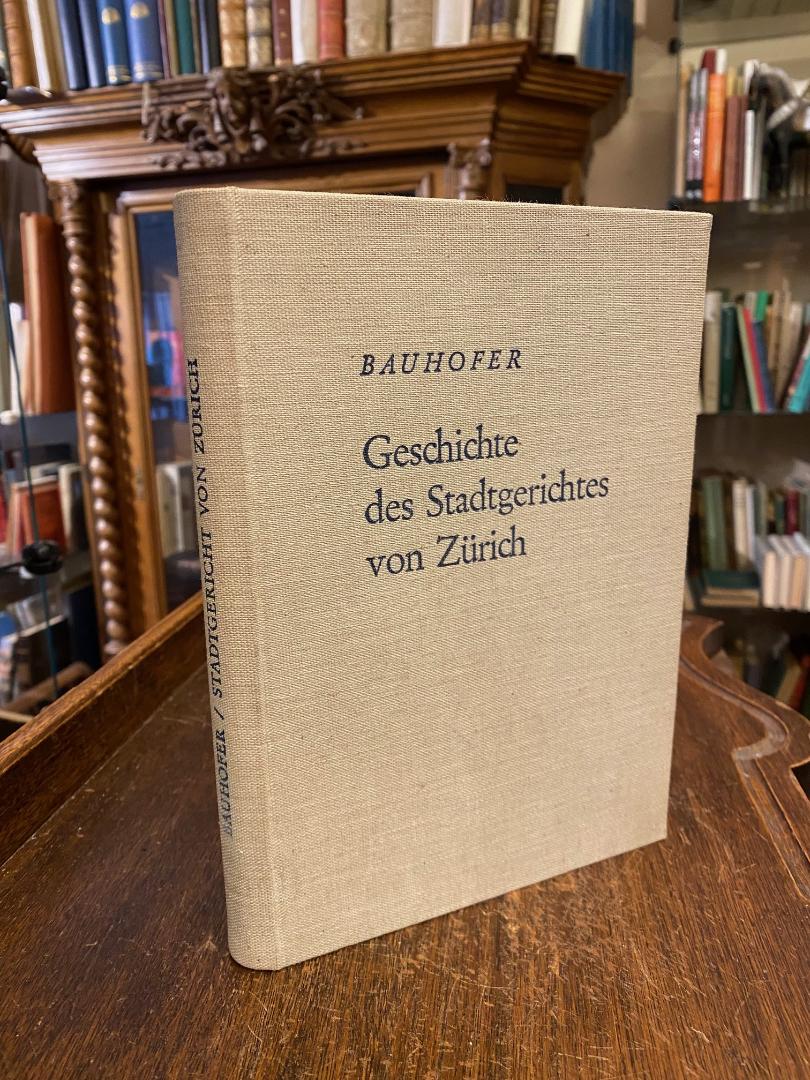 BAUHOFER
Geschichte
des Stadtgerichtes
von Zürich
BAUHOFER / STADTGERICHT VON ZÜRICH